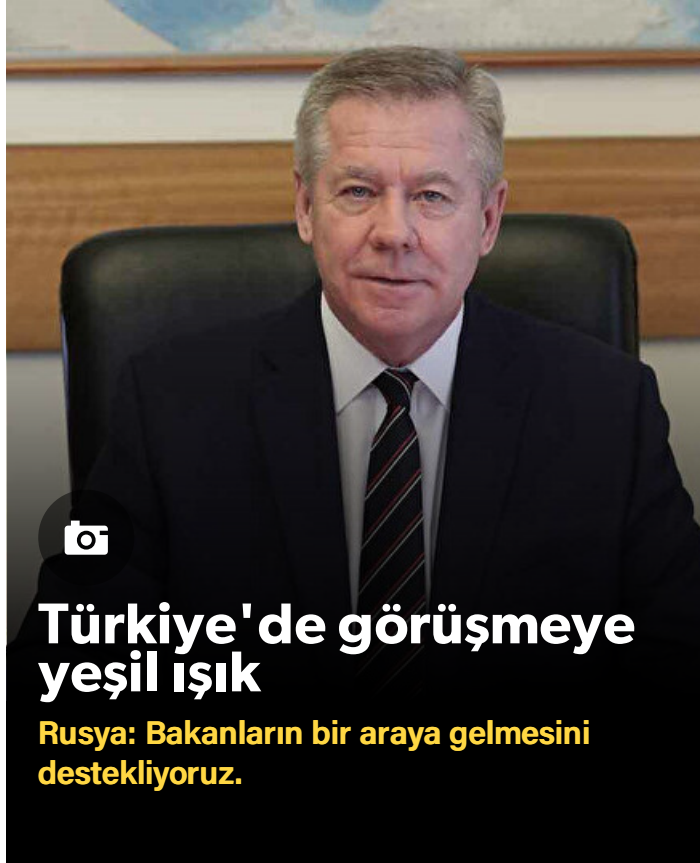 Türkiye'de görüşmeye
yeşil ışık
Rusya: Bakanların bir araya gelmesini
destekliyoruz.